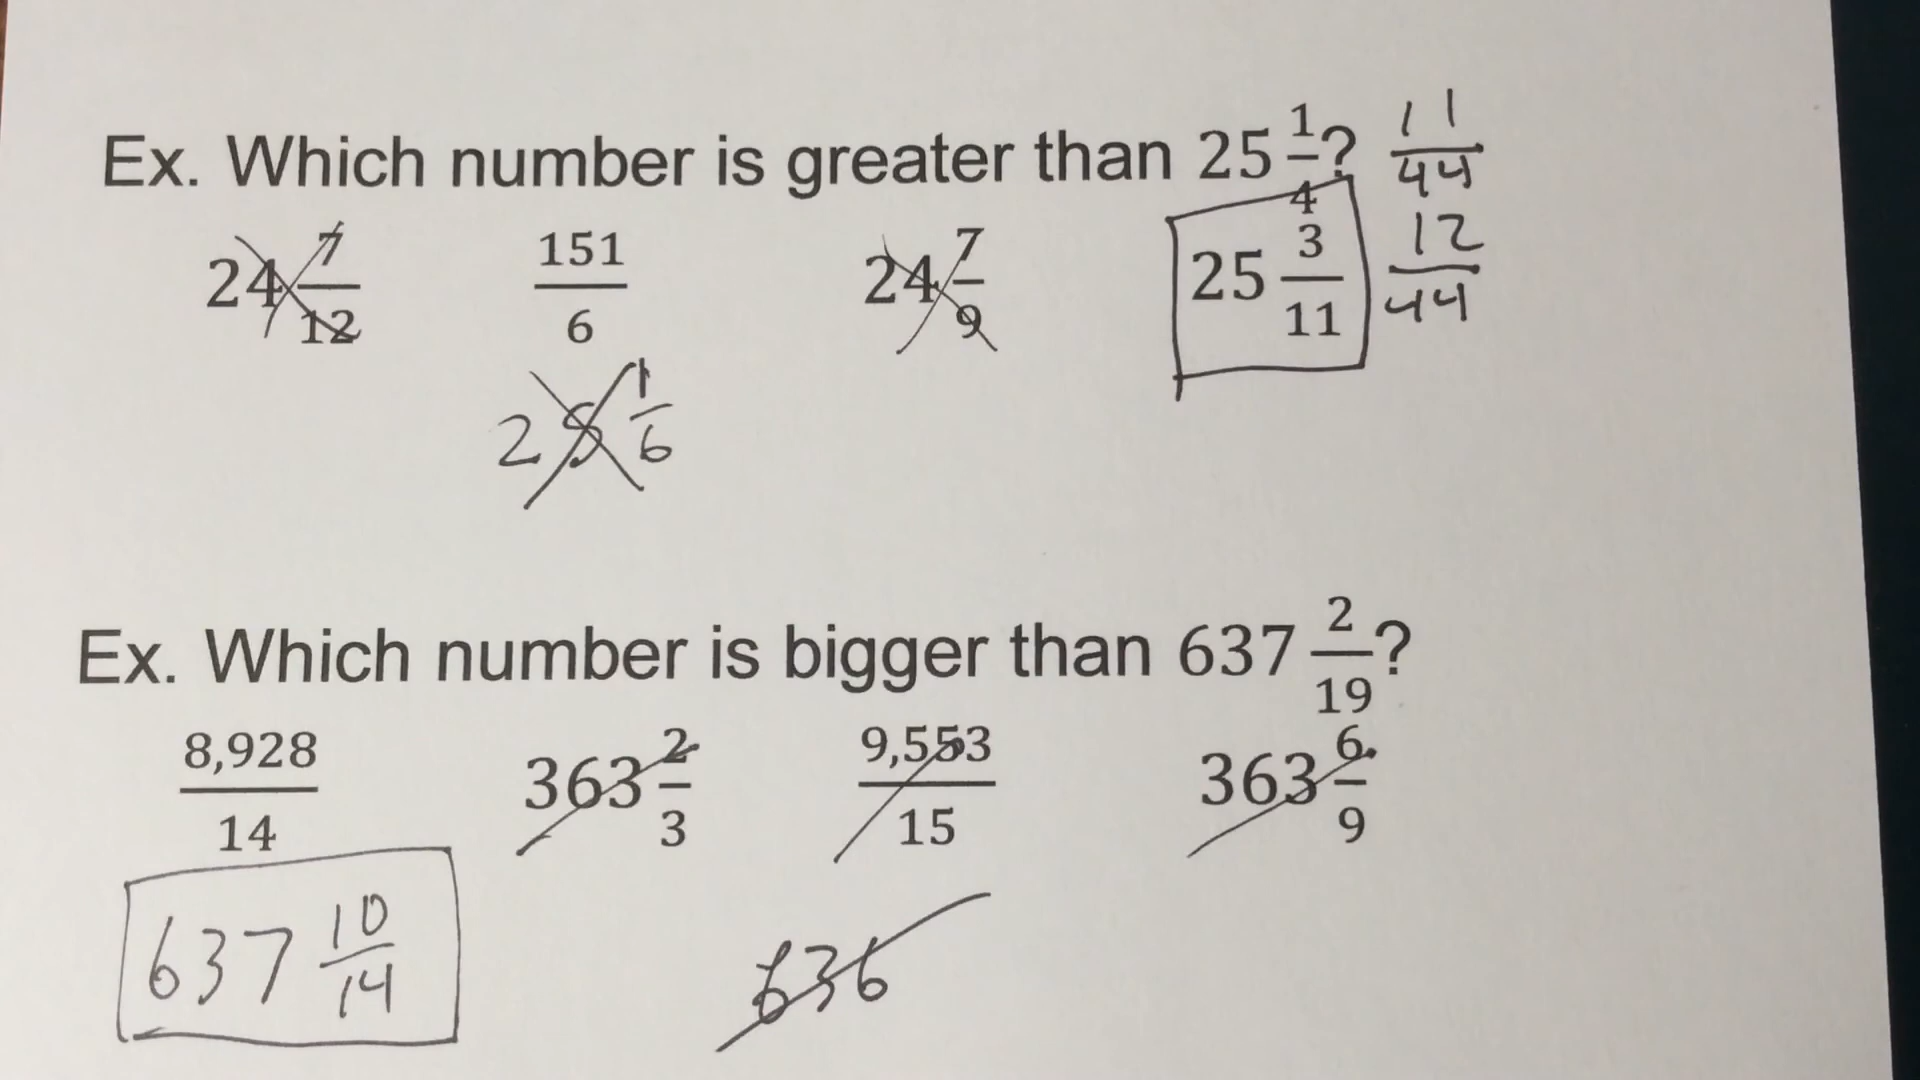 Ex. Which number is greater than 25 1/4? 11/44
24 7/12 151/6 24 7/9 25 3/11 12/44
25 1/6
Ex. Which number is bigger than 637 2/19?
8,928/14 363 2/3 9,553/15 363 6/9
637 10/14 636